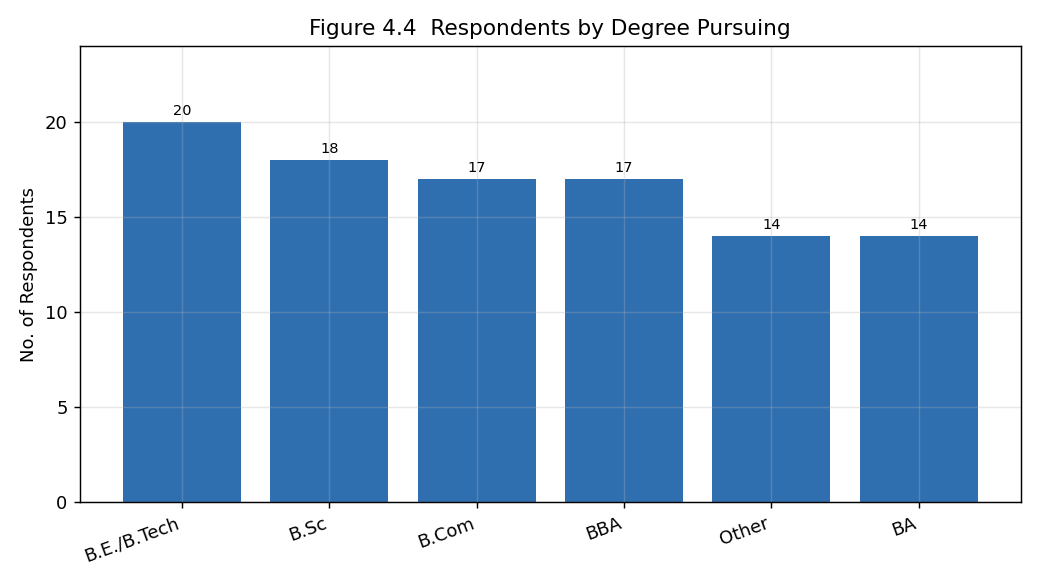 Figure 4.4  Respondents by Degree Pursuing
No. of Respondents
20
15
10
5
0
20
18
17
17
14
14
B.E./B.Tech
B.Sc
B.Com
BBA
Other
BA